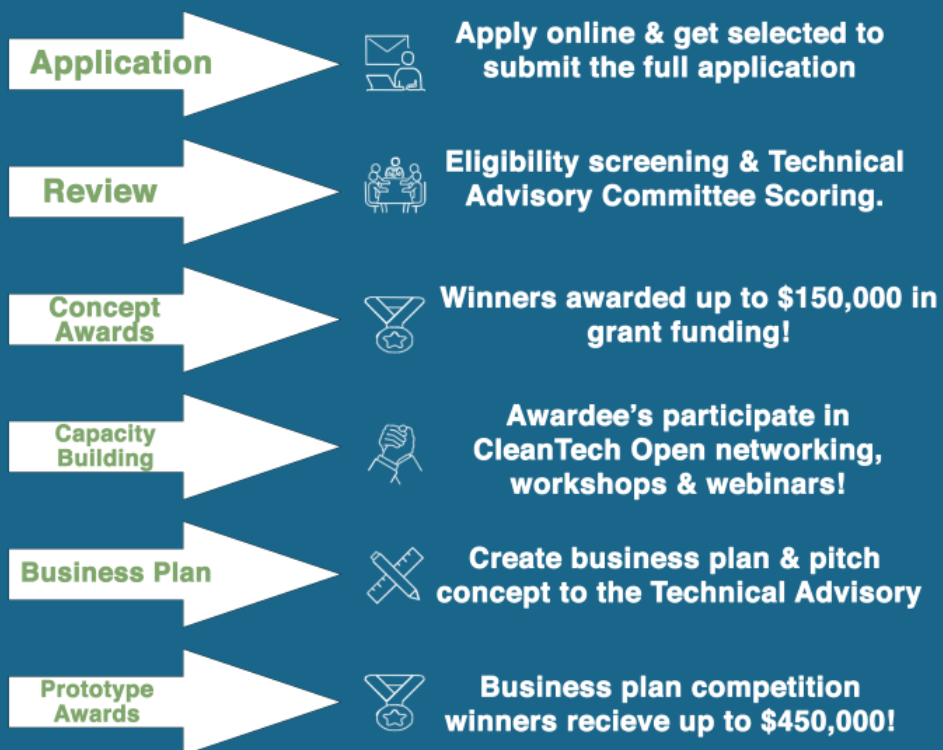 Application
Apply online & get selected to
submit the full application
Review
Eligibility screening & Technical
Advisory Committee Scoring.
Concept
Awards
Winners awarded up to $150,000 in
grant funding!
Capacity
Building
Awardee’s participate in
CleanTech Open networking,
workshops & webinars!
Business Plan
Create business plan & pitch
concept to the Technical Advisory
Prototype
Awards
Business plan competition
winners recieve up to $450,000!